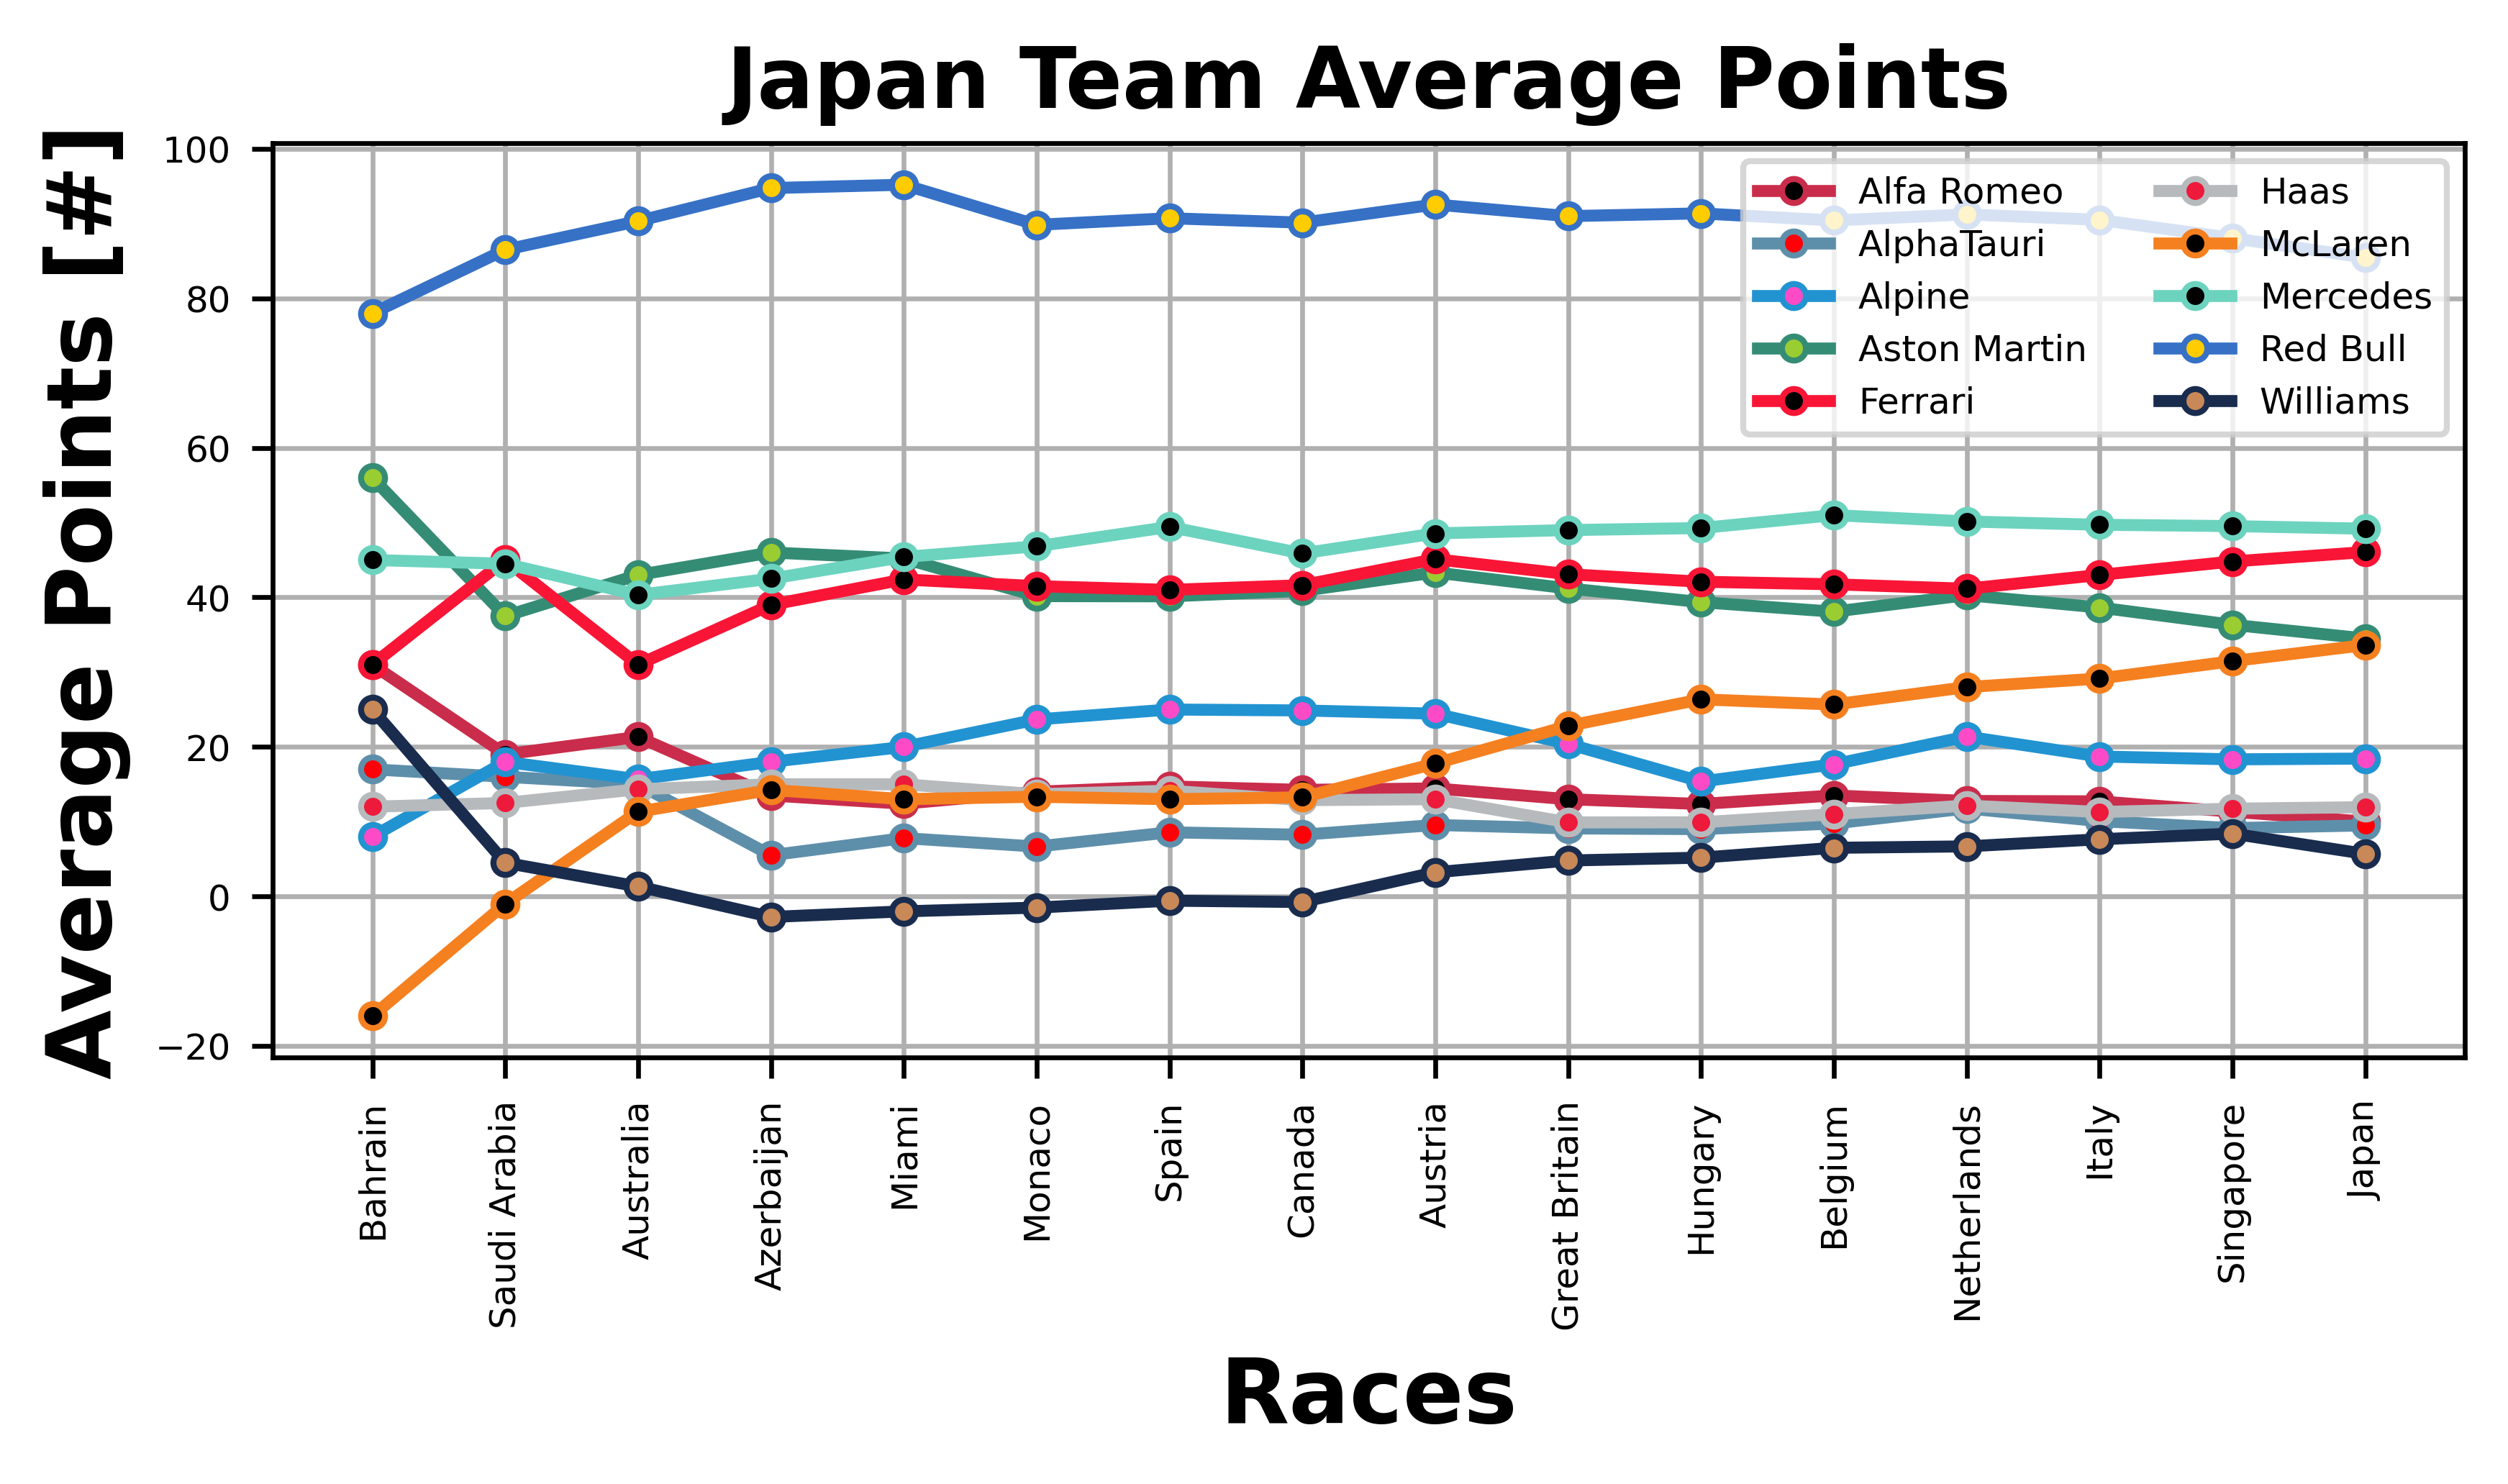 Japan Team Average Points
Average Points [#]
100
80
60
40
20
0
−20
Alfa Romeo
AlphaTauri
Alpine
Aston Martin
Ferrari
Haas
McLaren
Mercedes
Red Bull
Williams
Bahrain
Saudi Arabia
Australia
Azerbaijan
Miami
Monaco
Spain
Canada
Austria
Great Britain
Hungary
Belgium
Netherlands
Italy
Singapore
Japan
Races